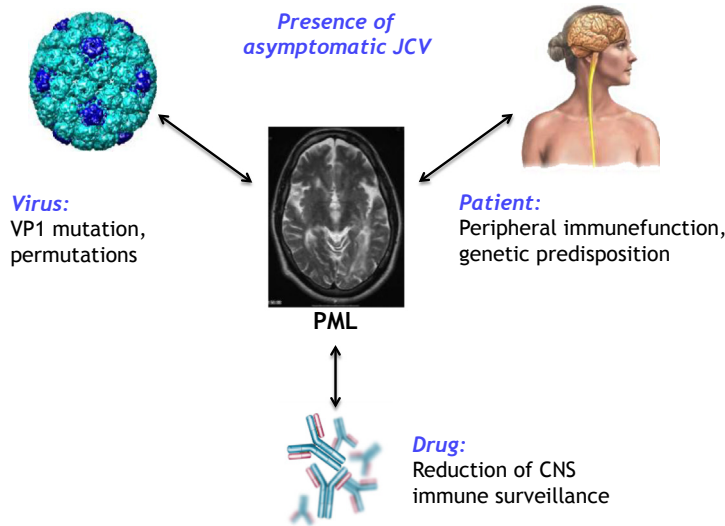 Presence of
asymptomatic JCV
Virus:
VP1 mutation,
permutations
Patient:
Peripheral immunefunction,
genetic predisposition
PML
Drug:
Reduction of CNS
immune surveillance